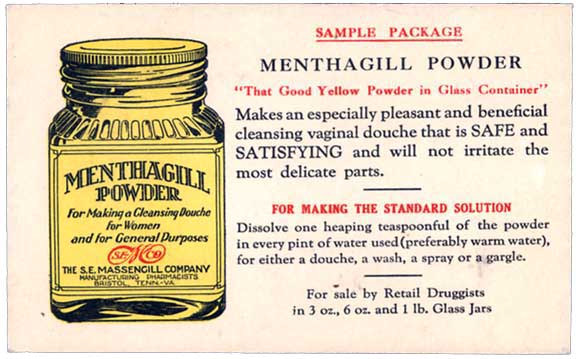 MENTHAGILL
POWDER
For Making a Cleansing Douche
for Women
and for General Purposes
S.E.M.CO.
THE S.E. MASSENGILL COMPANY
MANUFACTURING PHARMACISTS
BRISTOL, TENN.-VA.
SAMPLE PACKAGE
MENTHAGILL POWDER
"That Good Yellow Powder in Glass Container"
Makes an especially pleasant and beneficial
cleansing vaginal douche that is SAFE and
SATISFYING and will not irritate the
most delicate parts.
FOR MAKING THE STANDARD SOLUTION
Dissolve one heaping teaspoonful of the powder
in every pint of water used (preferably warm water),
for either a douche, a wash, a spray or a gargle.
For sale by Retail Druggists
in 3 oz., 6 oz. and 1 lb. Glass Jars